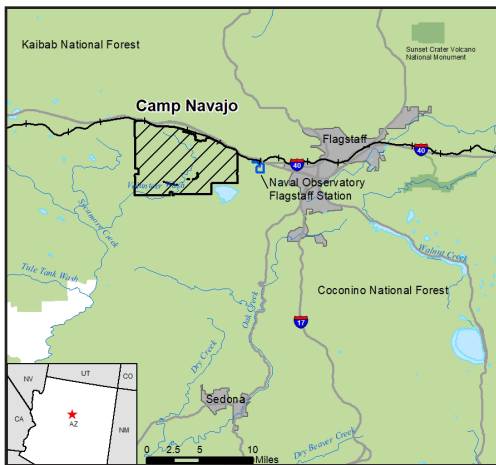 Kaibab National Forest
Sunset Crater Volcano
National Monument
Camp Navajo
Flagstaff
40
40
Naval Observatory
Flagstaff Station
Volunteer Wash
Sycamore Creek
Walnut Creek
Tule Tank Wash
Coconino National Forest
Oak Creek
17
Dry Creek
Sedona
Dry Beaver Creek
NV
UT
CO
CA
AZ
NM
0 2.5 5 10
Miles